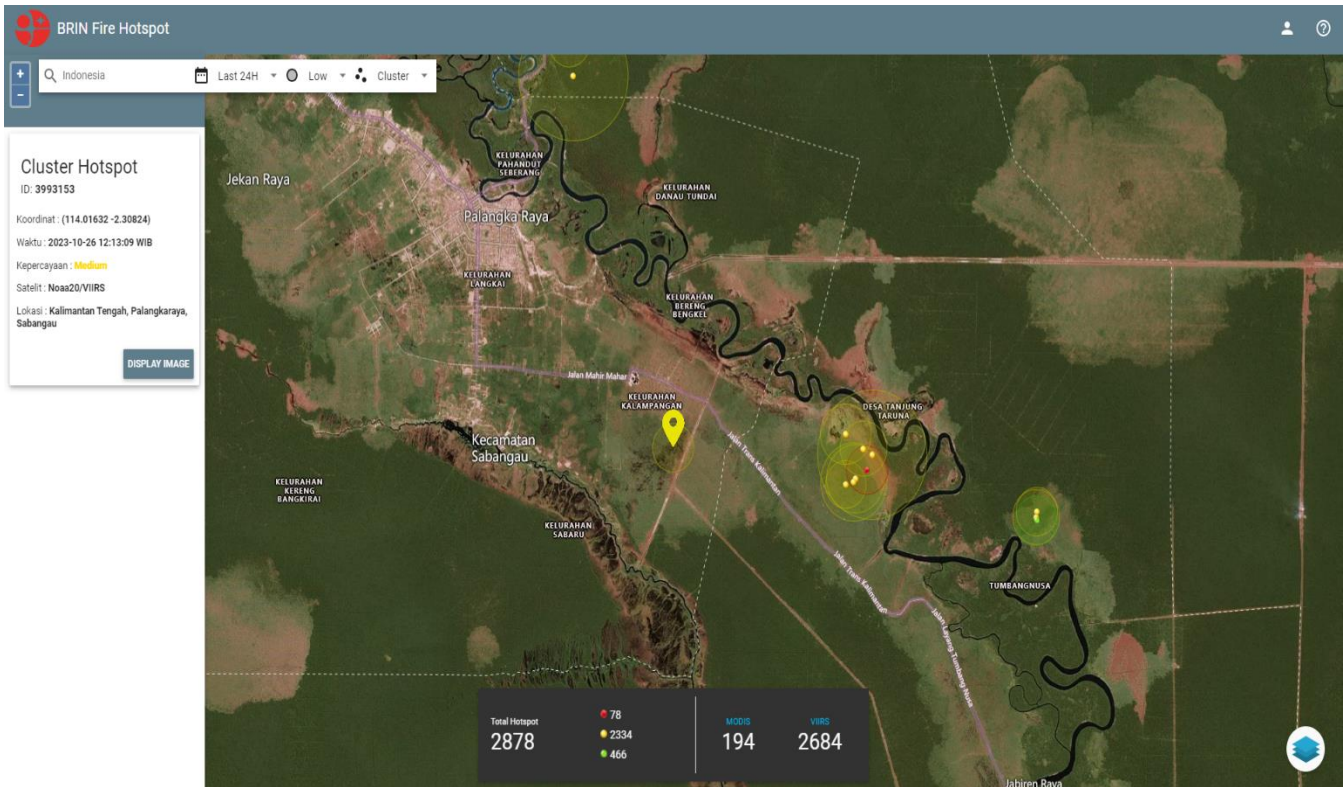 BRIN Fire Hotspot
+
Indonesia
Last 24H
Low
Cluster
-
Cluster Hotspot
ID: 3993153
Koordinat : (114.01632 -2.30824)
Waktu : 2023-10-26 12:13:09 WIB
Kepercayaan : Medium
Satelit : Noaa20/VIIRS
Lokasi : Kalimantan Tengah, Palangkaraya,
Sabangau
DISPLAY IMAGE
KELURAHAN
PAHANDUT
SEBERANG
Jekan Raya
KELURAHAN
DANAU TUNDAI
Palangka Raya
KELURAHAN
LANGKAI
KELURAHAN
BERENG
BENGKEL
Jalan Mahir Mahar
KELURAHAN
KALAMPANGAN
DESA TANJUNG
TARUNA
Kecamatan
Sabangau
Jalan Trans Kalimantan
KELURAHAN
KERENG
BANGKIRAI
KELURAHAN
SABARU
Jalan Trans Kalimantan
TUMBANGNUSA
Jalan Layang Tumbang Nusa
Total Hotspot
2878
78
2334
466
MODIS
194
VIIRS
2684
Jabiren Raya